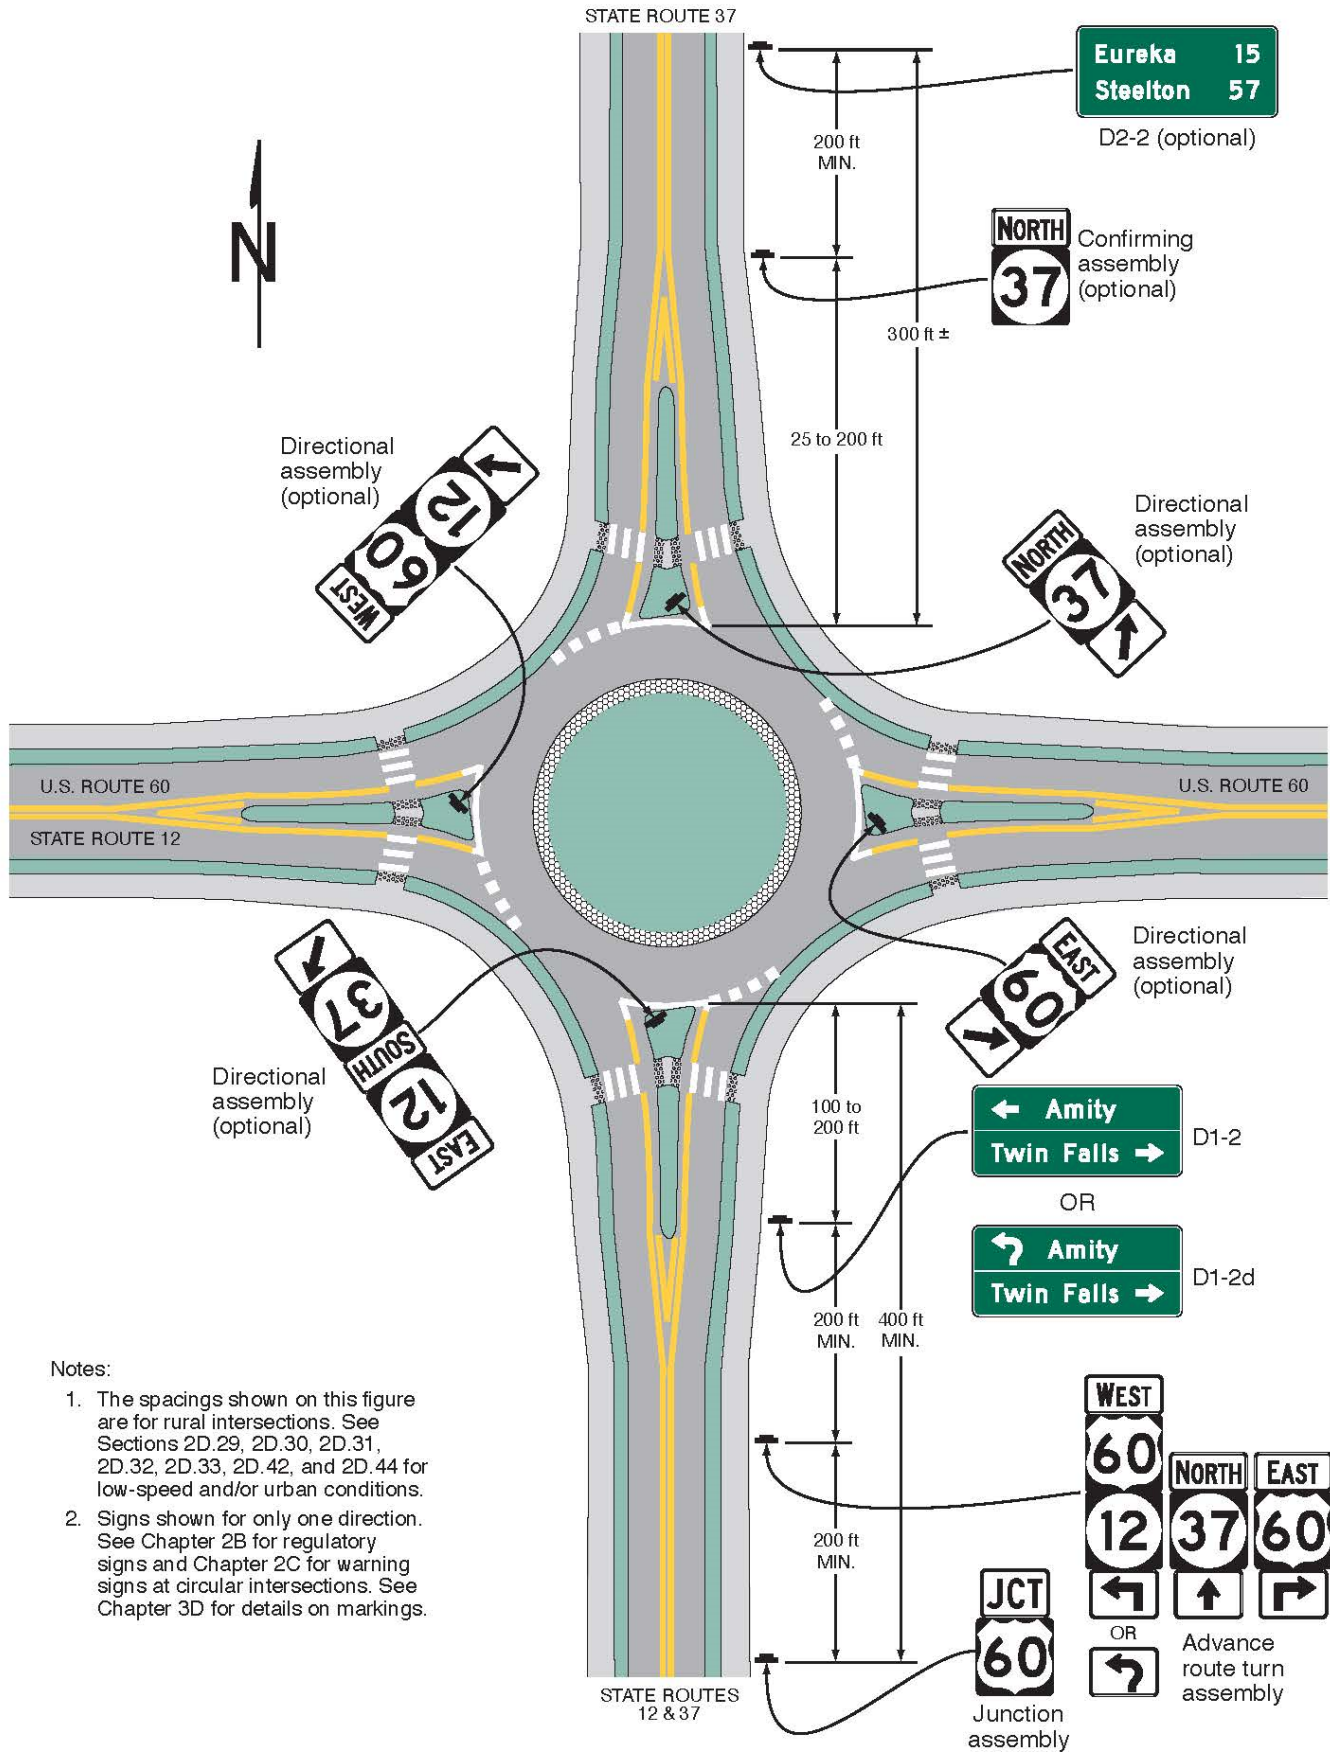 STATE ROUTE 37
Eureka 15
Steelton 57
D2-2 (optional)
200 ft
MIN.
N
NORTH
37
Confirming
assembly
(optional)
300 ft ±
25 to 200 ft
Directional
assembly
(optional)
12
60
WEST
Directional
assembly
(optional)
NORTH
37
U.S. ROUTE 60
STATE ROUTE 12
U.S. ROUTE 60
37
SOUTH
12
EAST
Directional
assembly
(optional)
EAST
60
Directional
assembly
(optional)
100 to
200 ft
Amity
Twin Falls
D1-2
OR
Amity
Twin Falls
D1-2d
200 ft
MIN.
400 ft
MIN.
Notes:
1. The spacings shown on this figure
are for rural intersections. See
Sections 2D.29, 2D.30, 2D.31,
2D.32, 2D.33, 2D.42, and 2D.44 for
low-speed and/or urban conditions.
2. Signs shown for only one direction.
See Chapter 2B for regulatory
signs and Chapter 2C for warning
signs at circular intersections. See
Chapter 3D for details on markings.
200 ft
MIN.
WEST
60
12
NORTH
37
EAST
60
OR
Advance
route turn
assembly
JCT
60
Junction
assembly
STATE ROUTES
12 & 37